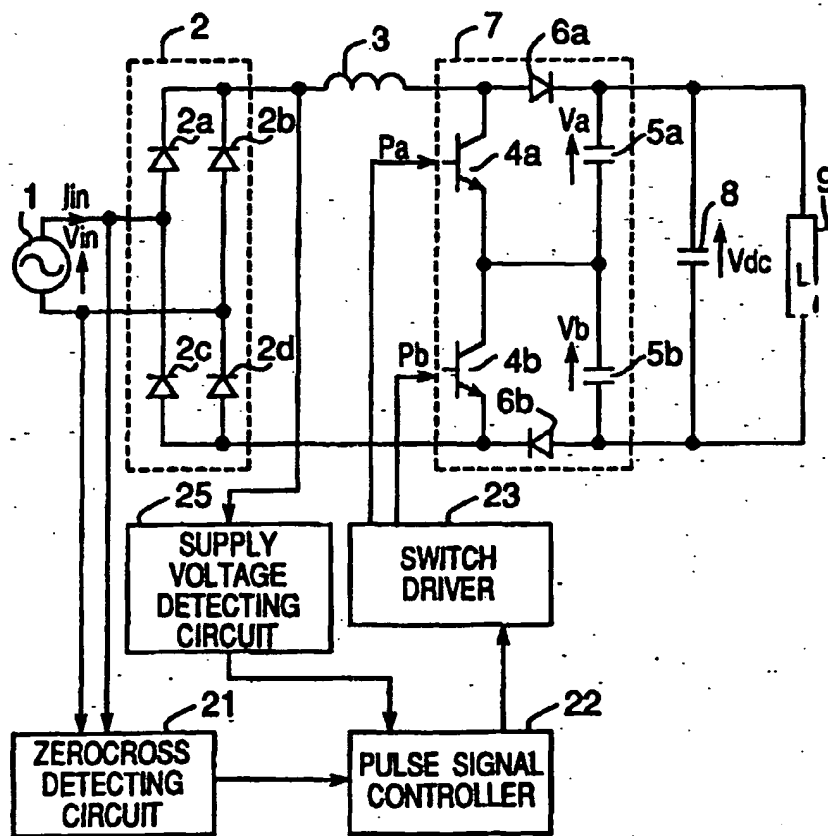 2
3
7
6a
2a
2b
Pa
4a
Va
5a
1
Jin
Vin
8
9
Vdc
L
2c
2d
Pb
4b
Vb
5b
6b
25
SUPPLY
VOLTAGE
DETECTING
CIRCUIT
23
SWITCH
DRIVER
21
ZEROCROSS
DETECTING
CIRCUIT
22
PULSE SIGNAL
CONTROLLER